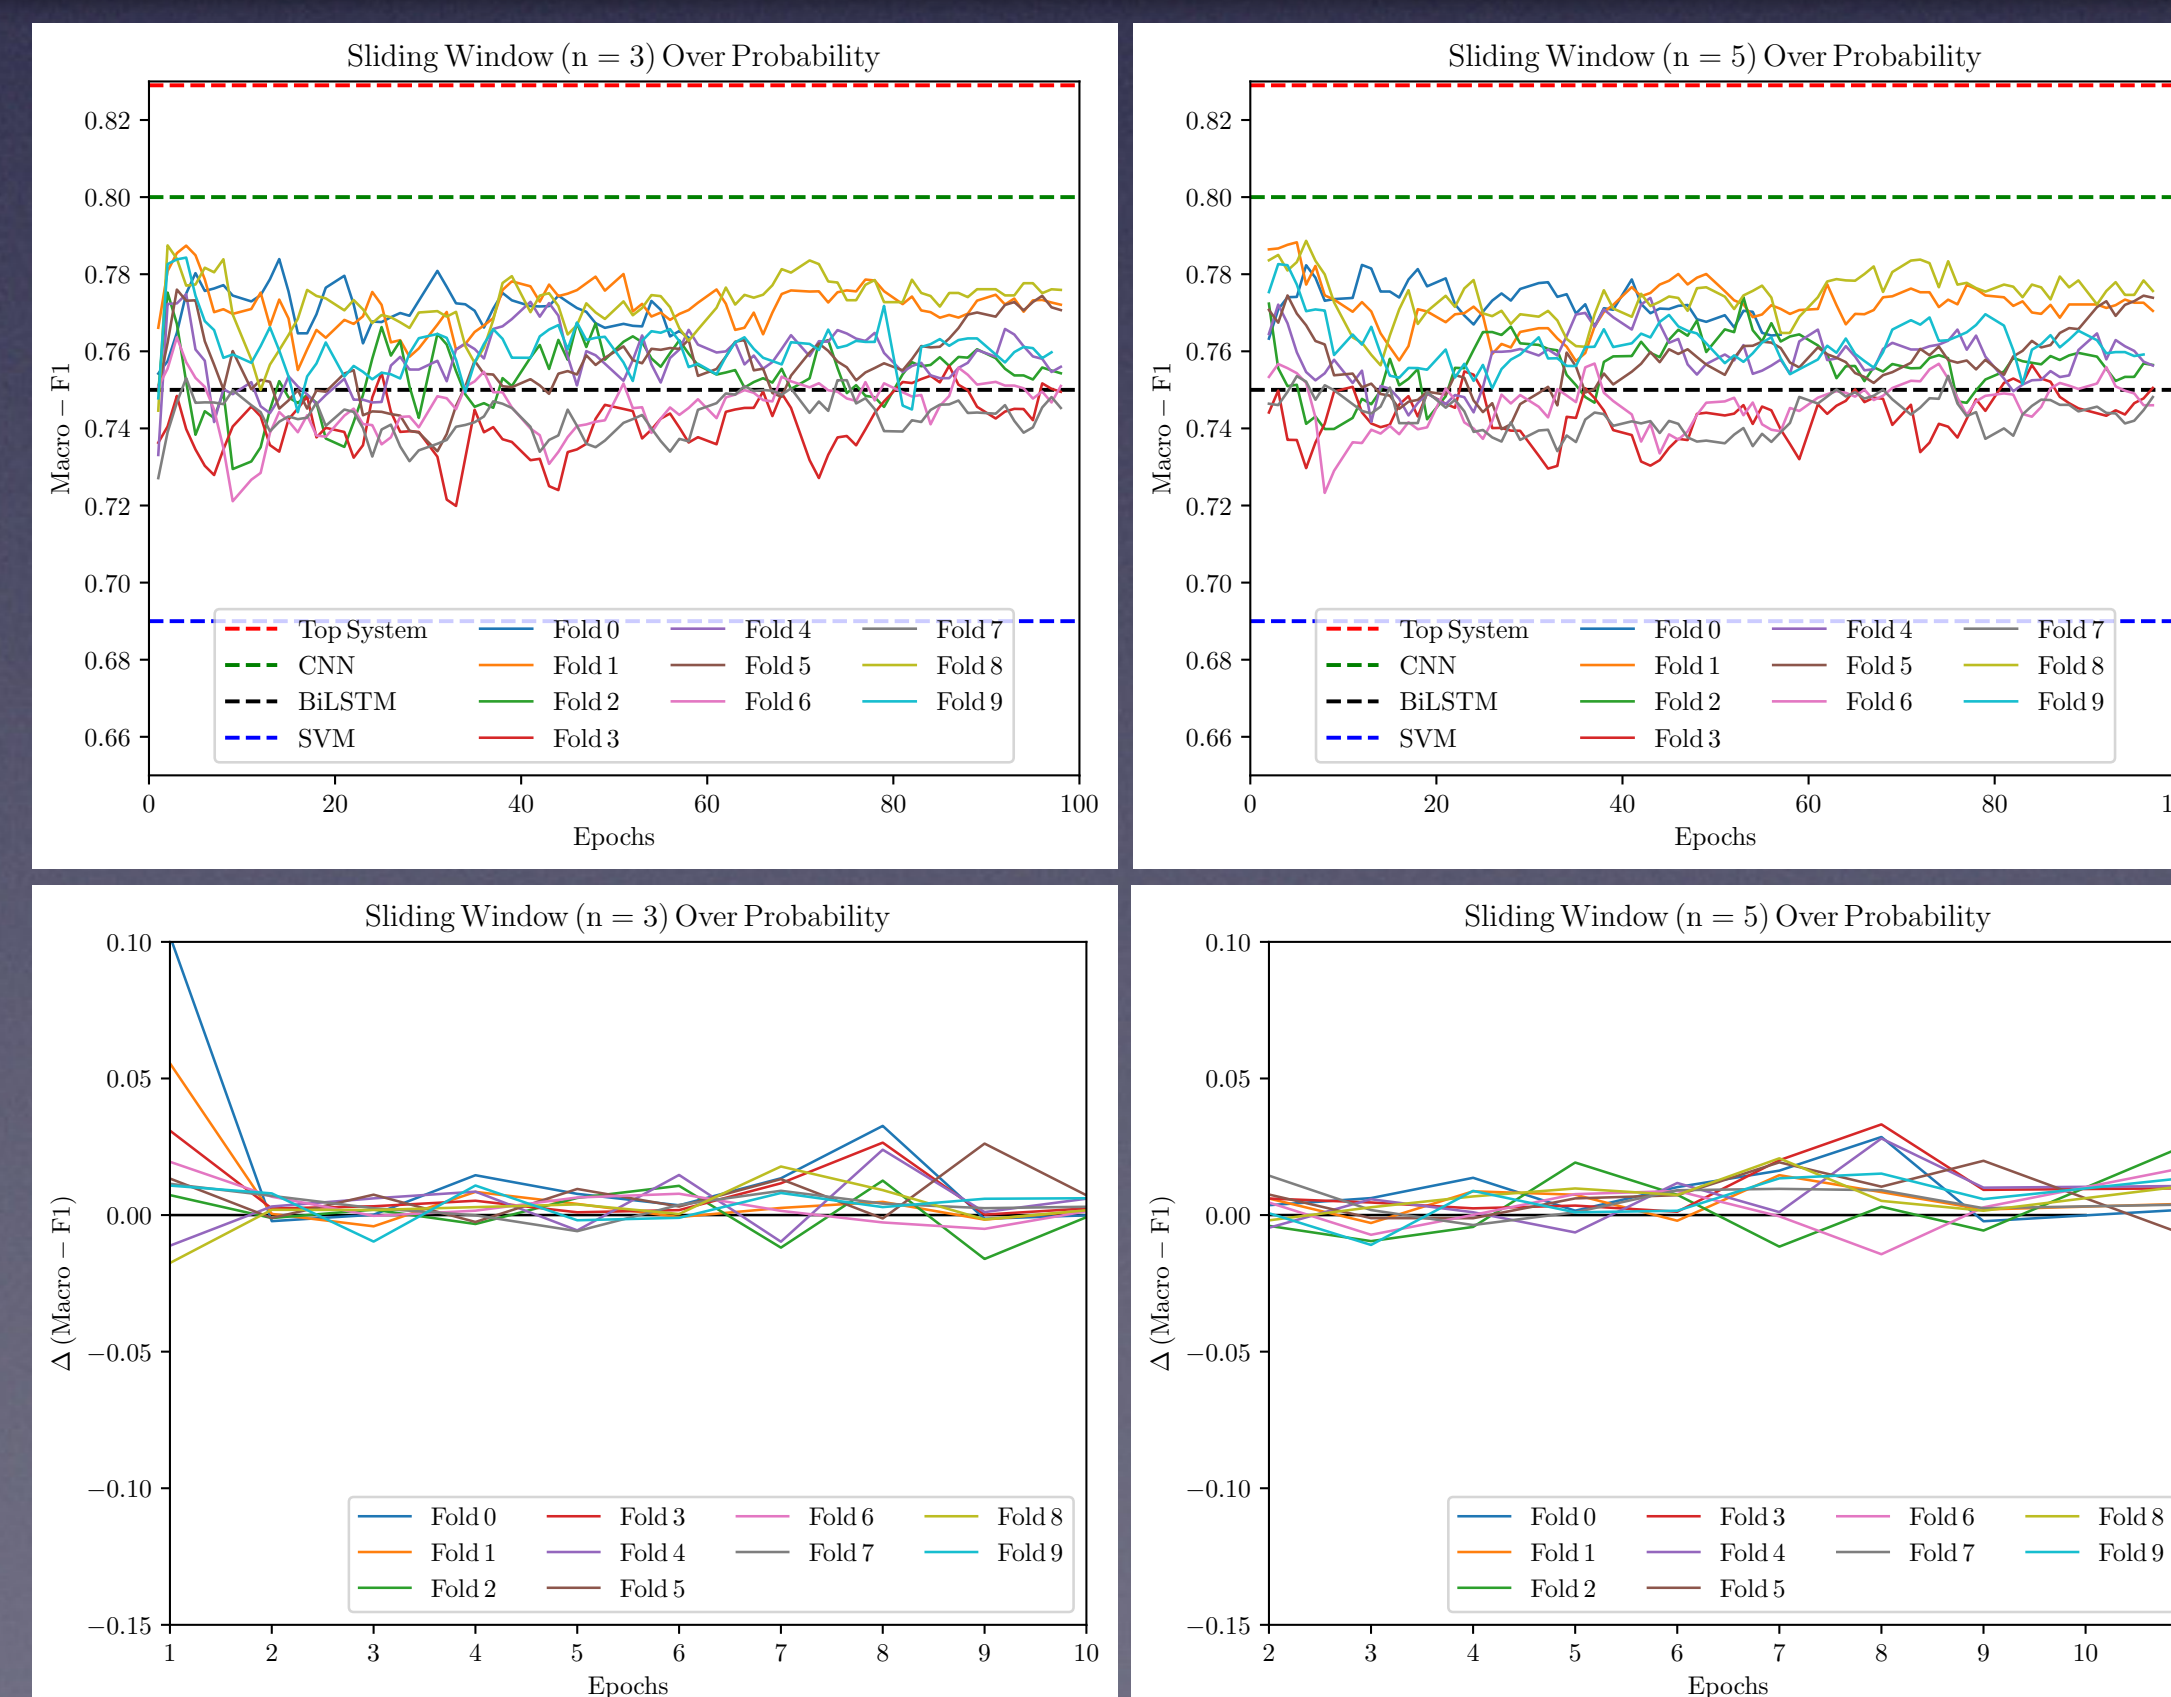 Sliding Window (n = 3) Over Probability
Macro − F1
0.82
0.80
0.78
0.76
0.74
0.72
0.70
0.68
0.66
Top System Fold 0 Fold 4 Fold 7
CNN Fold 1 Fold 5 Fold 8
BiLSTM Fold 2 Fold 6 Fold 9
SVM Fold 3
0 20 40 60 80 100
Epochs
Sliding Window (n = 5) Over Probability
Macro − F1
0.82
0.80
0.78
0.76
0.74
0.72
0.70
0.68
0.66
Top System Fold 0 Fold 4 Fold 7
CNN Fold 1 Fold 5 Fold 8
BiLSTM Fold 2 Fold 6 Fold 9
SVM Fold 3
0 20 40 60 80 1
Epochs
Sliding Window (n = 3) Over Probability
Δ (Macro − F1)
0.10
0.05
0.00
−0.05
−0.10
−0.15
Fold 0 Fold 3 Fold 6 Fold 8
Fold 1 Fold 4 Fold 7 Fold 9
Fold 2 Fold 5
1 2 3 4 5 6 7 8 9 10
Epochs
Sliding Window (n = 5) Over Probability
Δ (Macro − F1)
0.10
0.05
0.00
−0.05
−0.10
−0.15
Fold 0 Fold 3 Fold 6 Fold 8
Fold 1 Fold 4 Fold 7 Fold 9
Fold 2 Fold 5
2 3 4 5 6 7 8 9 10
Epochs